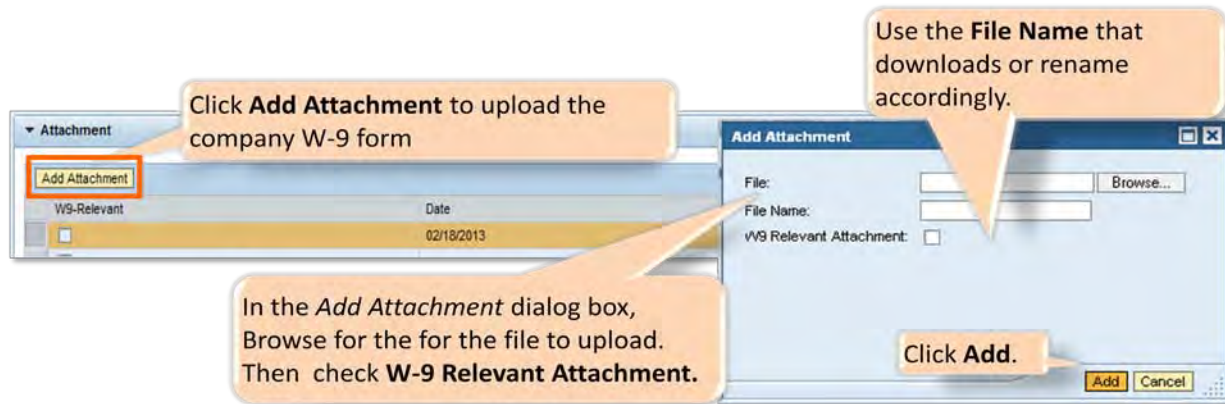 Use the File Name that
downloads or rename
accordingly.
Click Add Attachment to upload the
company W-9 form
Attachment
Add Attachment
W9-Relevant Date
02/18/2013
Add Attachment
File: Browse...
File Name:
W9 Relevant Attachment:
In the Add Attachment dialog box,
Browse for the for the file to upload.
Then check W-9 Relevant Attachment.
Click Add.
Add Cancel